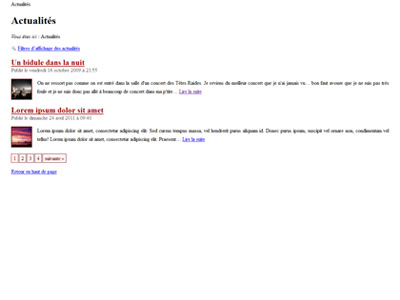 Actualités
Actualités
Vous êtes ici : Actualités
Filtres d'affichage des actualités
Un bidule dans la nuit
Publié le vendredi 16 octobre 2009 à 21:55
On ne ressort pas comme on est entré dans la salle d'un concert des Têtes Raides. Je reviens du meilleur concert que je n'ai jamais vu… bon faut avouer que je ne suis pas très
foule et je ne suis donc pas allé à beaucoup de concert dans ma p'tite… Lire la suite
Lorem ipsum dolor sit amet
Publié le dimanche 24 avril 2011 à 00:40
Lorem ipsum dolor sit amet, consectetur adipiscing elit. Sed cursus tempus massa, vel hendrerit purus aliquam id. Donec purus ipsum, suscipit vel ornare non, condimentum vel
tellus! Lorem ipsum dolor sit amet, consectetur adipiscing elit. Praesent… Lire la suite
1 2 3 4 suivante »
Retour en haut de page